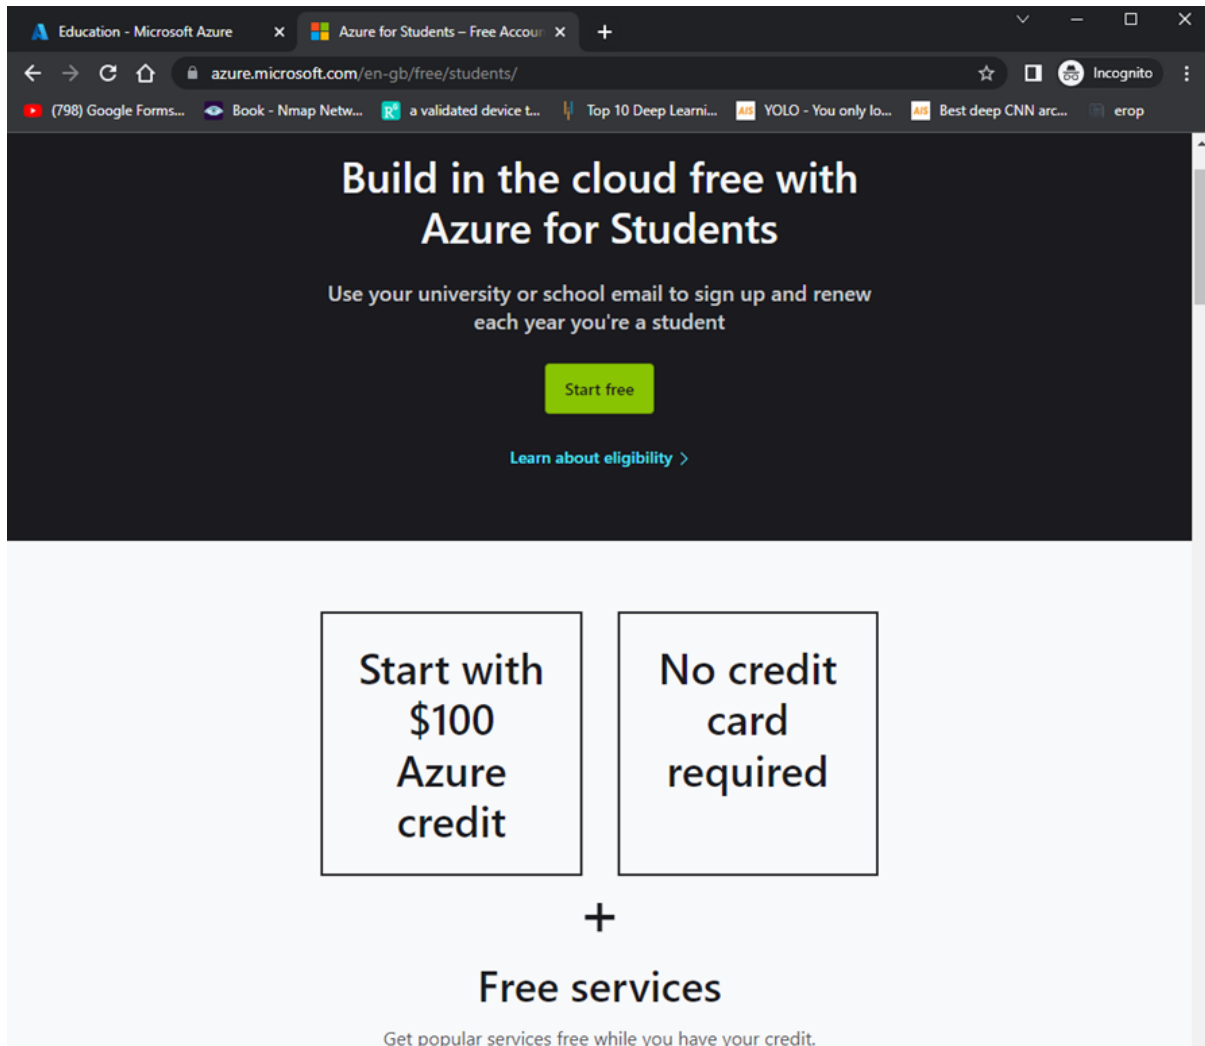 Education - Microsoft Azure
Azure for Students – Free Accoun
azure.microsoft.com/en-gb/free/students/
Incognito
(798) Google Forms...
Book - Nmap Netw...
a validated device t...
Top 10 Deep Learni...
AIS
YOLO - You only lo...
AIS
Best deep CNN arc...
erop
Build in the cloud free with
Azure for Students
Use your university or school email to sign up and renew
each year you're a student
Start free
Learn about eligibility
Start with
$100
Azure
credit
No credit
card
required
+
Free services
Get popular services free while you have your credit.